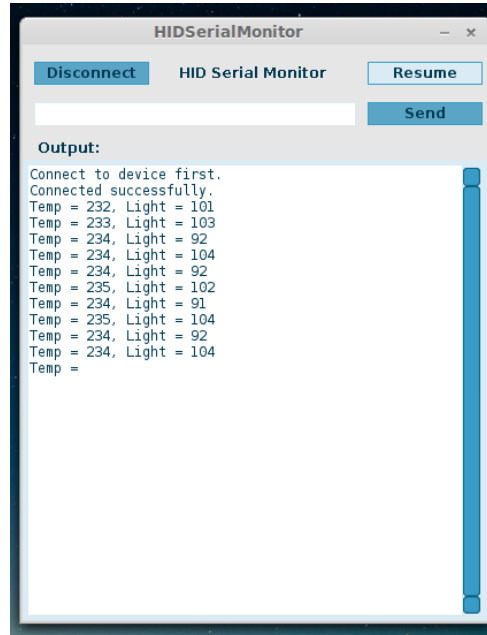 HIDSerialMonitor
Disconnect HID Serial Monitor Resume
Send
Output:
Connect to device first.
Connected successfully.
Temp = 232, Light = 101
Temp = 233, Light = 103
Temp = 234, Light = 92
Temp = 234, Light = 104
Temp = 234, Light = 92
Temp = 235, Light = 102
Temp = 234, Light = 91
Temp = 235, Light = 104
Temp = 234, Light = 92
Temp = 234, Light = 104
Temp =